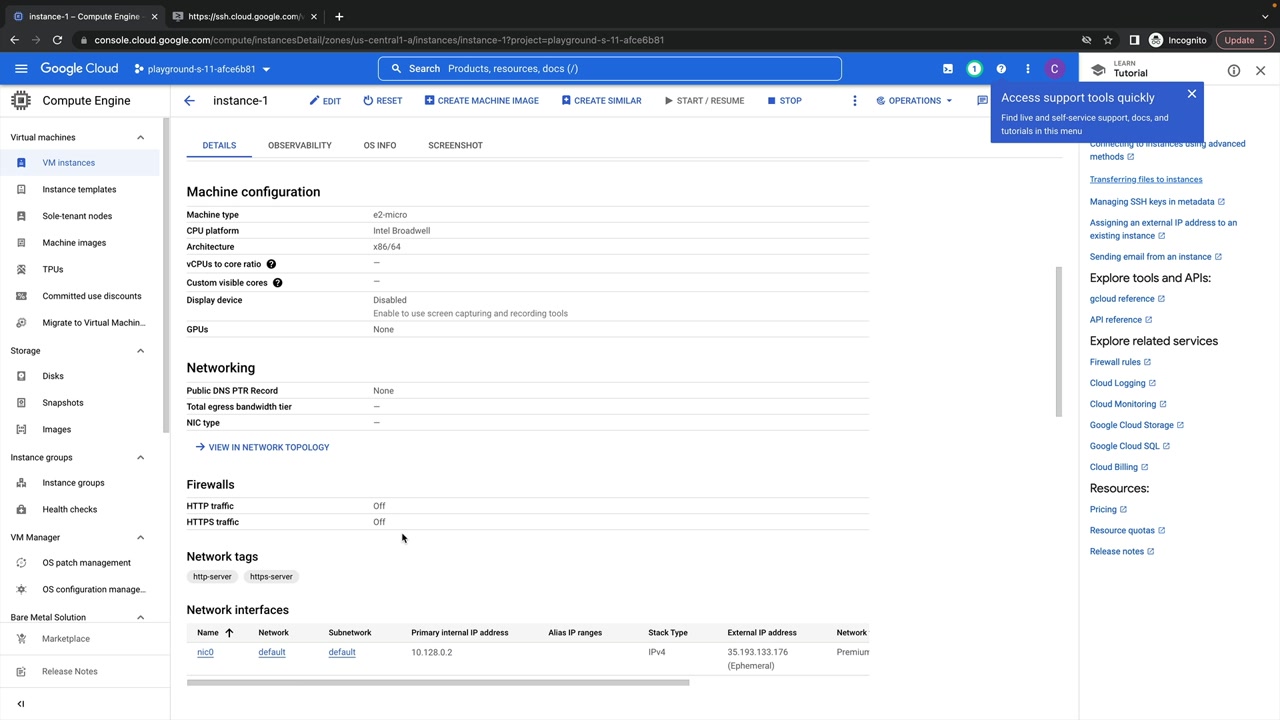 instance-1 – Compute Engine
https://ssh.cloud.google.com/
console.cloud.google.com/compute/instancesDetail/zones/us-central1-a/instances/instance-1?project=playground-s-11-afce6b81
Incognito
Update
Google Cloud
playground-s-11-afce6b81
Search Products, resources, docs (/)
1
C
LEARN
Tutorial
Compute Engine
instance-1
EDIT
RESET
CREATE MACHINE IMAGE
CREATE SIMILAR
START / RESUME
STOP
OPERATIONS
Access support tools quickly
Find live and self-service support, docs, and
tutorials in this menu
Virtual machines
VM instances
Instance templates
Sole-tenant nodes
Machine images
TPUs
Committed use discounts
Migrate to Virtual Machin...
Storage
Disks
Snapshots
Images
Instance groups
Instance groups
Health checks
VM Manager
OS patch management
OS configuration manage...
Bare Metal Solution
Marketplace
Release Notes
DETAILS
OBSERVABILITY
OS INFO
SCREENSHOT
Machine configuration
Machine type e2-micro
CPU platform Intel Broadwell
Architecture x86/64
vCPUs to core ratio —
Custom visible cores —
Display device Disabled
Enable to use screen capturing and recording tools
GPUs None
Networking
Public DNS PTR Record None
Total egress bandwidth tier —
NIC type —
VIEW IN NETWORK TOPOLOGY
Firewalls
HTTP traffic Off
HTTPS traffic Off
Network tags
http-server https-server
Network interfaces
Name Network Subnetwork Primary internal IP address Alias IP ranges Stack Type External IP address Network
nic0 default default 10.128.0.2 IPv4 35.193.133.176 Premium
(Ephemeral)
Connecting to instances using advanced
methods
Transferring files to instances
Managing SSH keys in metadata
Assigning an external IP address to an
existing instance
Sending email from an instance
Explore tools and APIs:
gcloud reference
API reference
Explore related services
Firewall rules
Cloud Logging
Cloud Monitoring
Google Cloud Storage
Google Cloud SQL
Cloud Billing
Resources:
Pricing
Resource quotas
Release notes